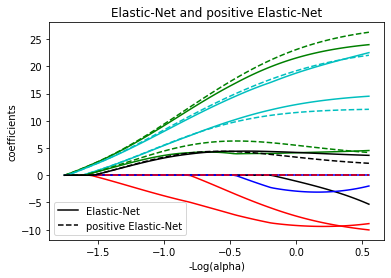 Elastic-Net and positive Elastic-Net
coefficients
25
20
15
10
5
0
−5
−10
Elastic-Net
positive Elastic-Net
−1.5
−1.0
−0.5
0.0
0.5
-Log(alpha)